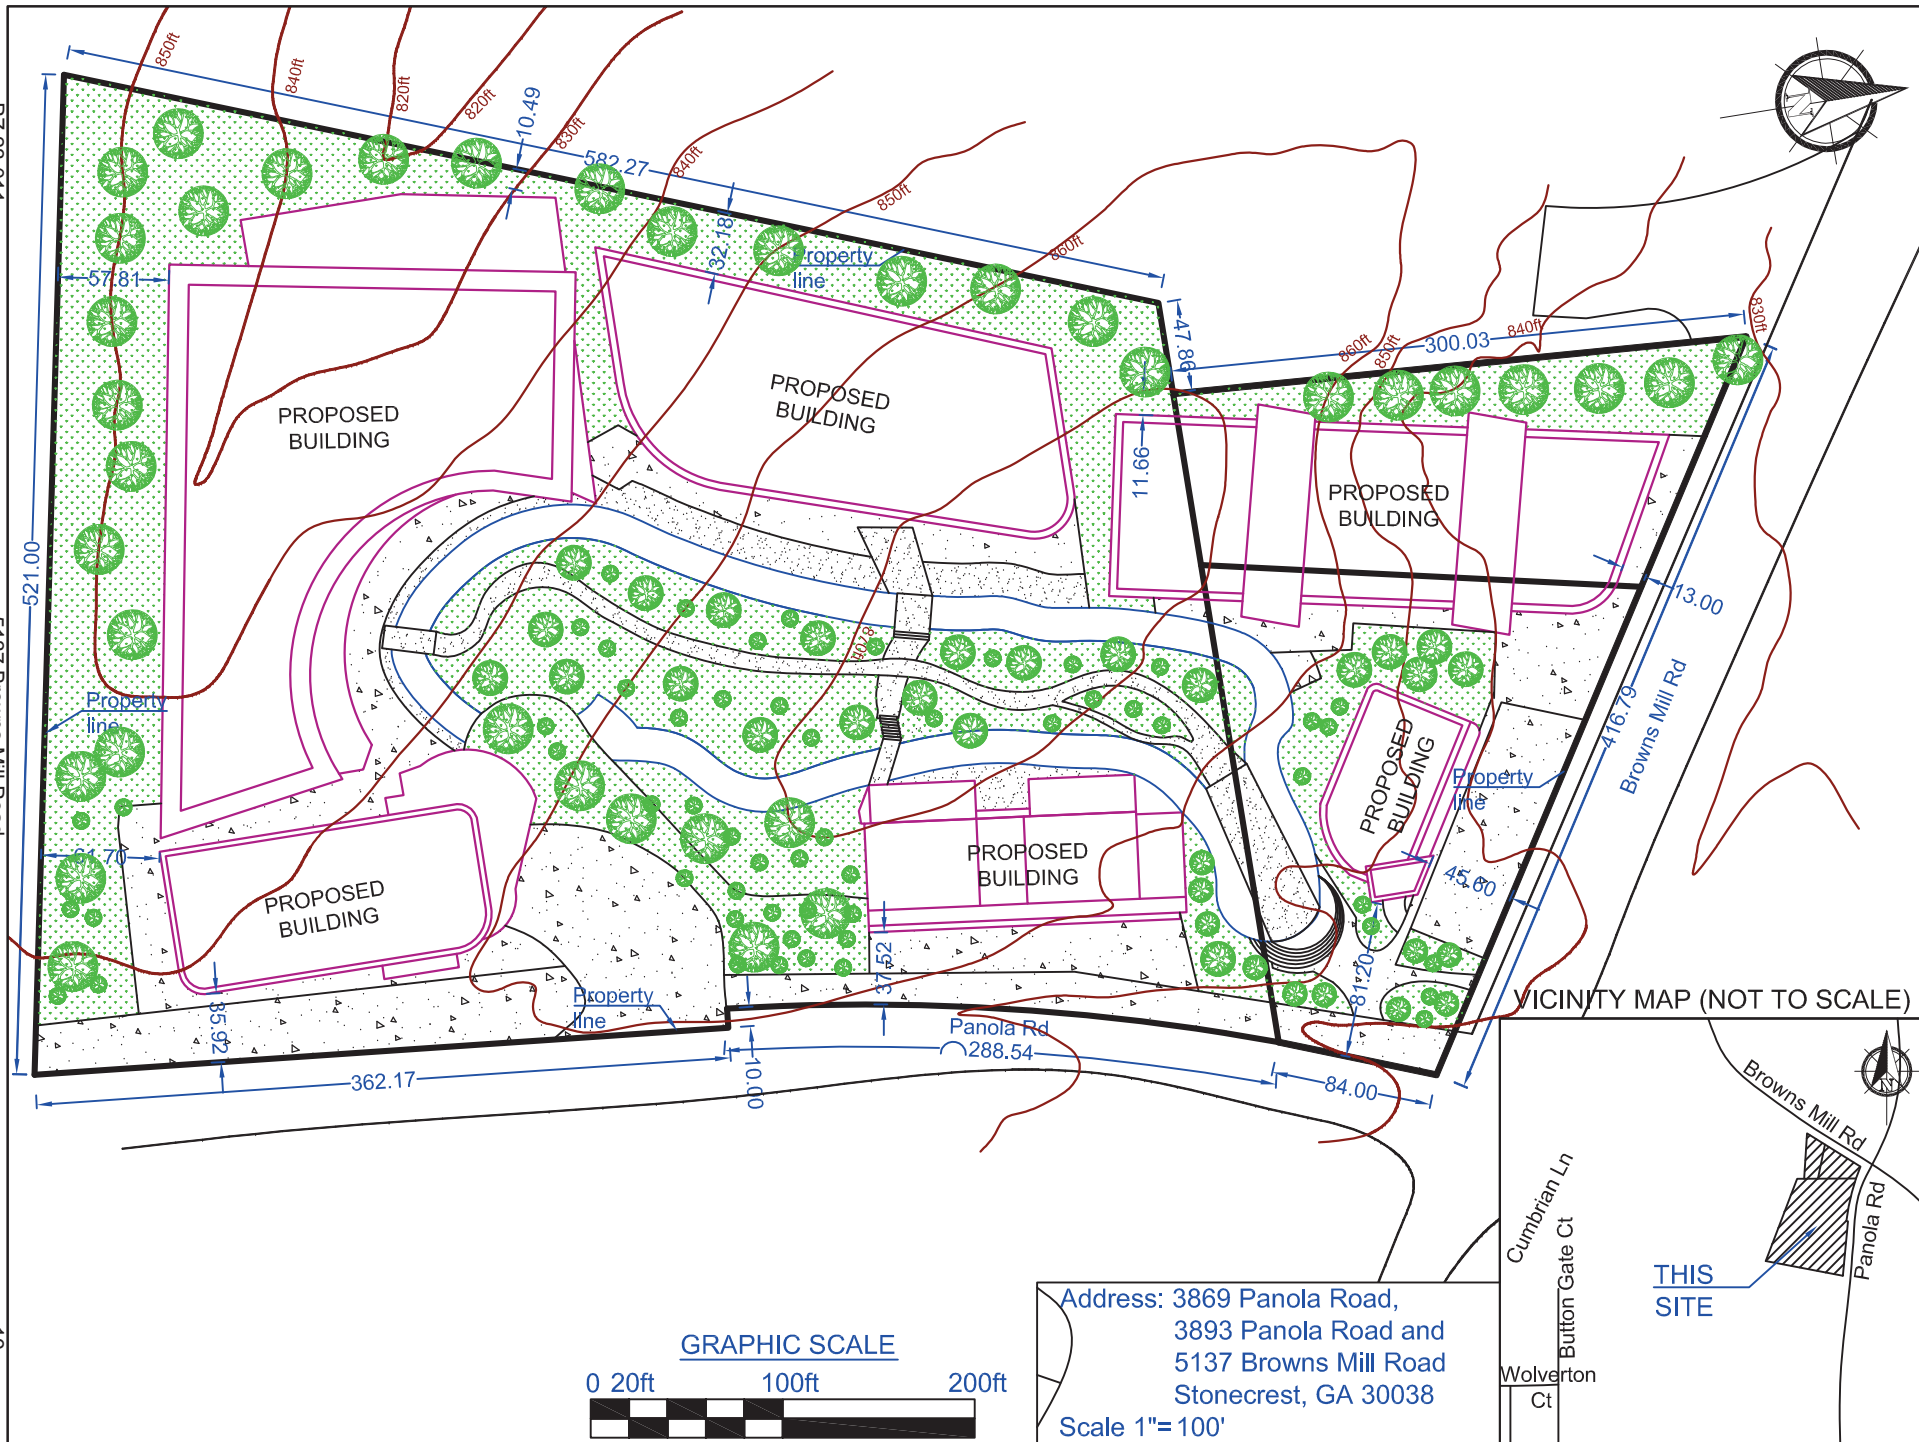 850ft
840ft
820ft
820ft
830ft
10.49
582.27
840ft
850ft
32.18
Property
line
860ft
47.86
300.03
860ft
850ft
840ft
830ft
57.81
521.00
PROPOSED
BUILDING
PROPOSED
BUILDING
11.66
PROPOSED
BUILDING
13.00
Property
line
870ft
416.79
Browns Mill Rd
PROPOSED
BUILDING
Property
line
61.70
PROPOSED
BUILDING
PROPOSED
BUILDING
45.60
35.92
Property
line
37.52
81.20
362.17
10.00
Panola Rd
288.54
84.00
VICINITY MAP (NOT TO SCALE)
N
Browns Mill Rd
Cumbrian Ln
Button Gate Ct
Panola Rd
THIS
SITE
Wolverton
Ct
GRAPHIC SCALE
0 20ft 100ft 200ft
Address: 3869 Panola Road,
3893 Panola Road and
5137 Browns Mill Road
Stonecrest, GA 30038
Scale 1"=100'